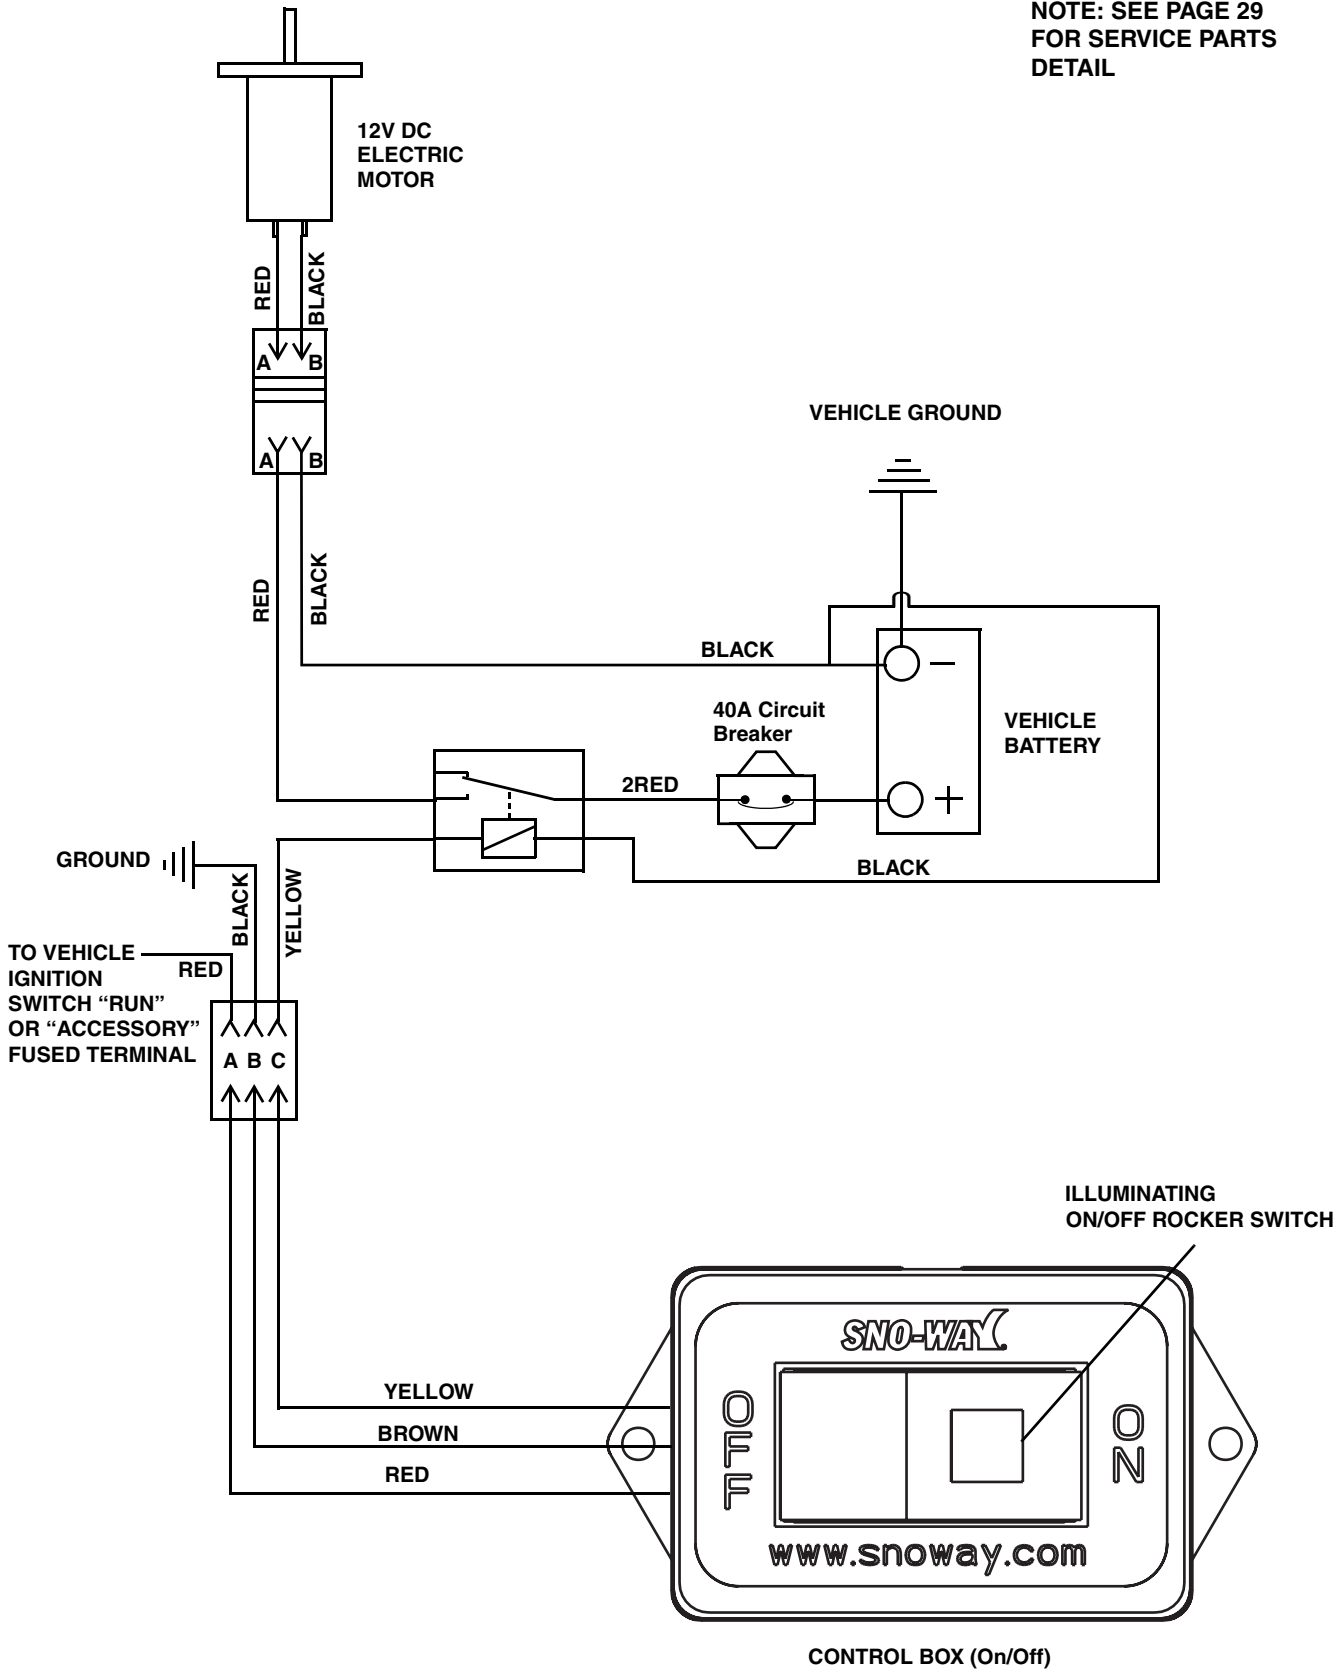 NOTE: SEE PAGE 29
FOR SERVICE PARTS
DETAIL
12V DC
ELECTRIC
MOTOR
RED
BLACK
A
B
A
B
RED
BLACK
VEHICLE GROUND
BLACK
40A Circuit
Breaker
VEHICLE
BATTERY
2RED
BLACK
GROUND
BLACK
YELLOW
TO VEHICLE
IGNITION
SWITCH “RUN”
OR “ACCESSORY”
FUSED TERMINAL
RED
A B C
ILLUMINATING
ON/OFF ROCKER SWITCH
SNO-WAY
YELLOW
BROWN
RED
OFF
ON
www.snoway.com
CONTROL BOX (On/Off)